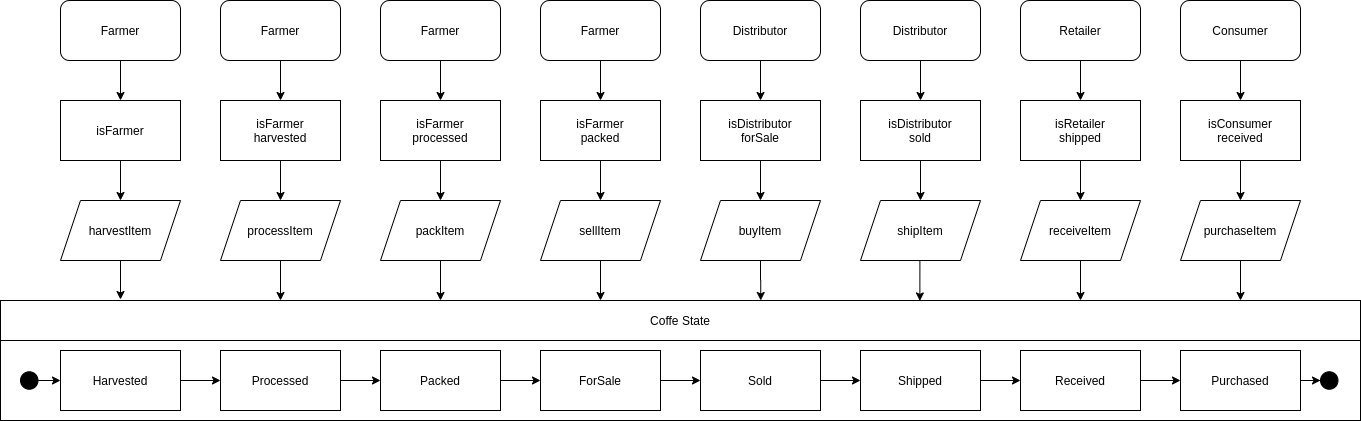 Farmer
Farmer
Farmer
Farmer
Distributor
Distributor
Retailer
Consumer
isFarmer
isFarmer
harvested
isFarmer
processed
isFarmer
packed
isDistributor
forSale
isDistributor
sold
isRetailer
shipped
isConsumer
received
harvestItem
processItem
packItem
sellItem
buyItem
shipItem
receiveItem
purchaseItem
Coffe State
Harvested
Processed
Packed
ForSale
Sold
Shipped
Received
Purchased